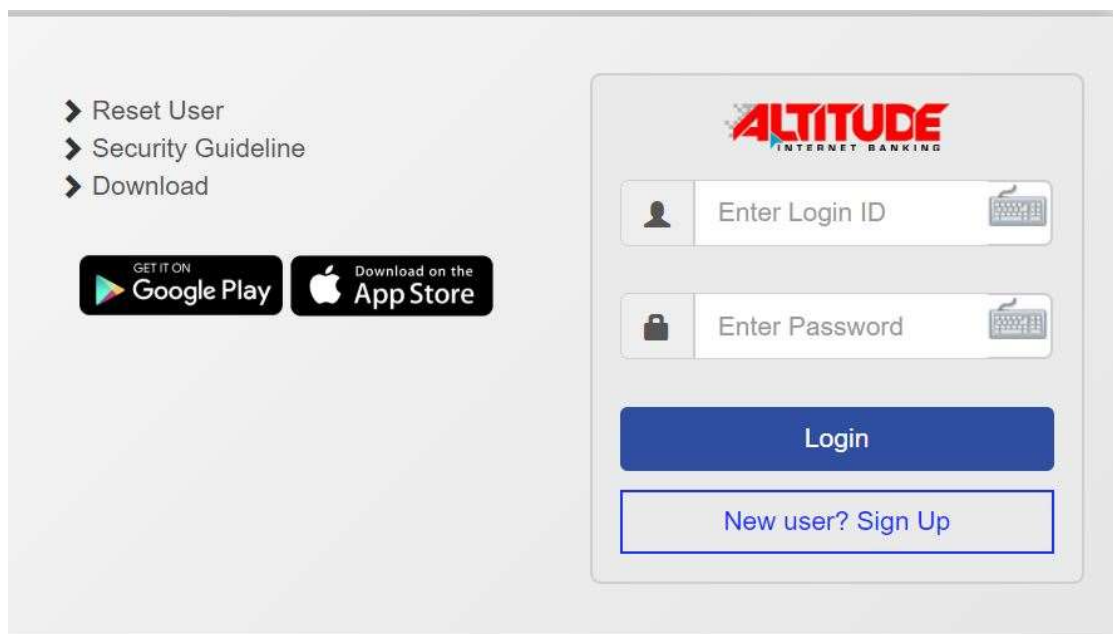 Reset User
Security Guideline
Download
GET IT ON
Google Play
Download on the
App Store
ALTITUDE
INTERNET BANKING
Enter Login ID
Enter Password
Login
New user? Sign Up